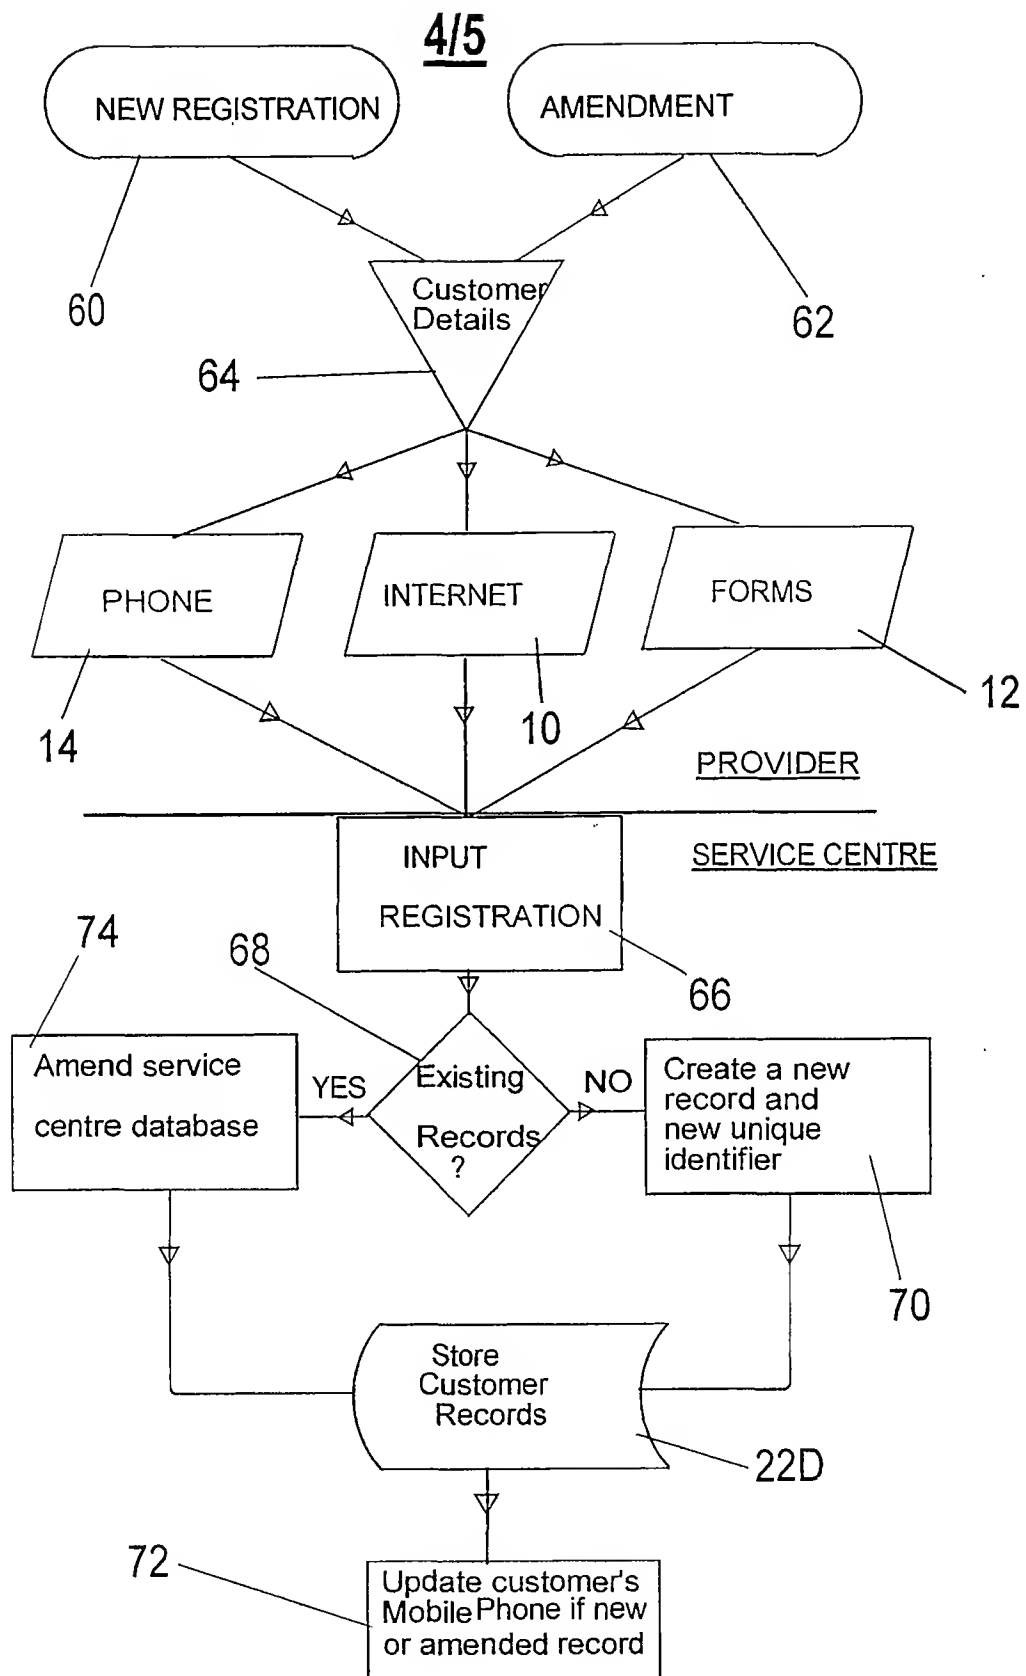 4/5
NEW REGISTRATION
AMENDMENT
60
62
Customer
Details
64
PHONE
INTERNET
FORMS
14
10
12
PROVIDER
SERVICE CENTRE
INPUT
REGISTRATION
66
74
68
Amend service
centre database
YES
Existing
Records
?
NO
Create a new
record and
new unique
identifier
70
Store
Customer
Records
22D
72
Update customer's
Mobile Phone if new
or amended record